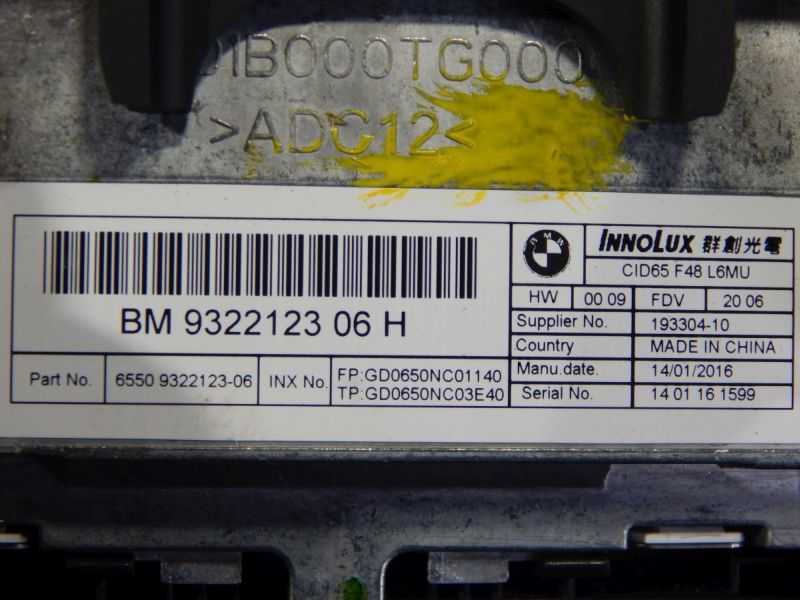 01B000TG000
>ADC12<
BM 9322123 06 H
Part No. 6550 9322123-06 INX No. FP:GD0650NC01140
TP:GD0650NC03E40
BMW
INNOLUX 群創光電
CID65 F48 L6MU
HW 00 09 FDV 20 06
Supplier No. 193304-10
Country MADE IN CHINA
Manu.date. 14/01/2016
Serial No. 14 01 16 1599